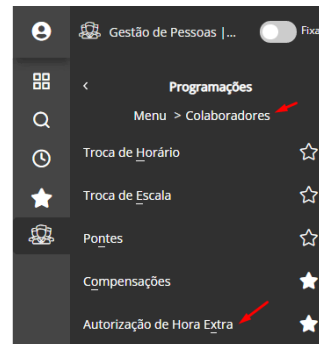 Gestão de Pessoas |... Fixa
Programações
Menu > Colaboradores
Troca de Horário
Troca de Escala
Pontes
Compensações
Autorização de Hora Extra